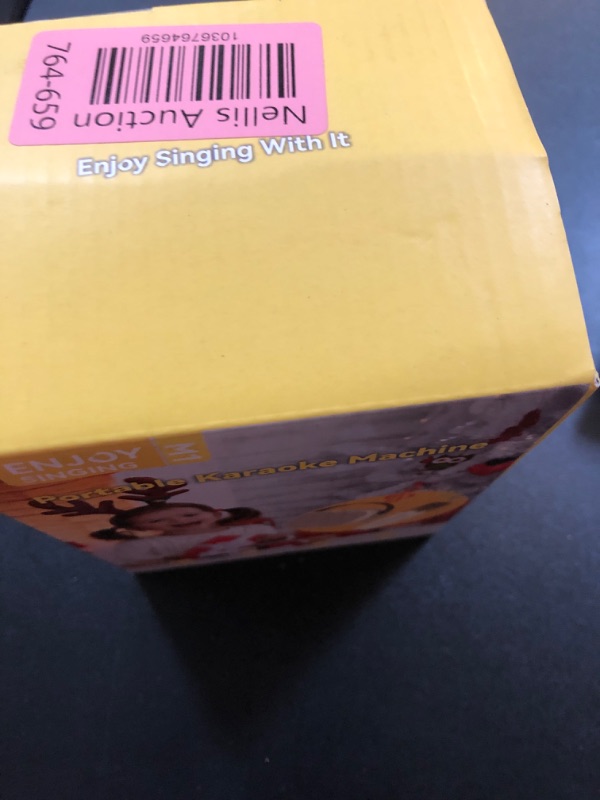 Nellis Auction
1036764659
764-659
Enjoy Singing With It
ENJOY
SINGING
M1
Portable Karaoke Machine